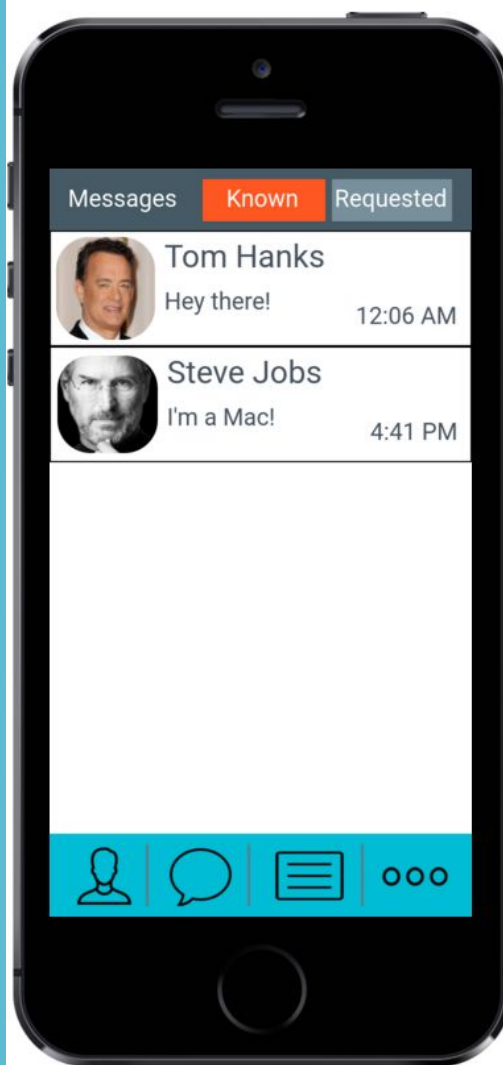 Messages Known Requested
Tom Hanks
Hey there!
12:06 AM
Steve Jobs
I'm a Mac!
4:41 PM